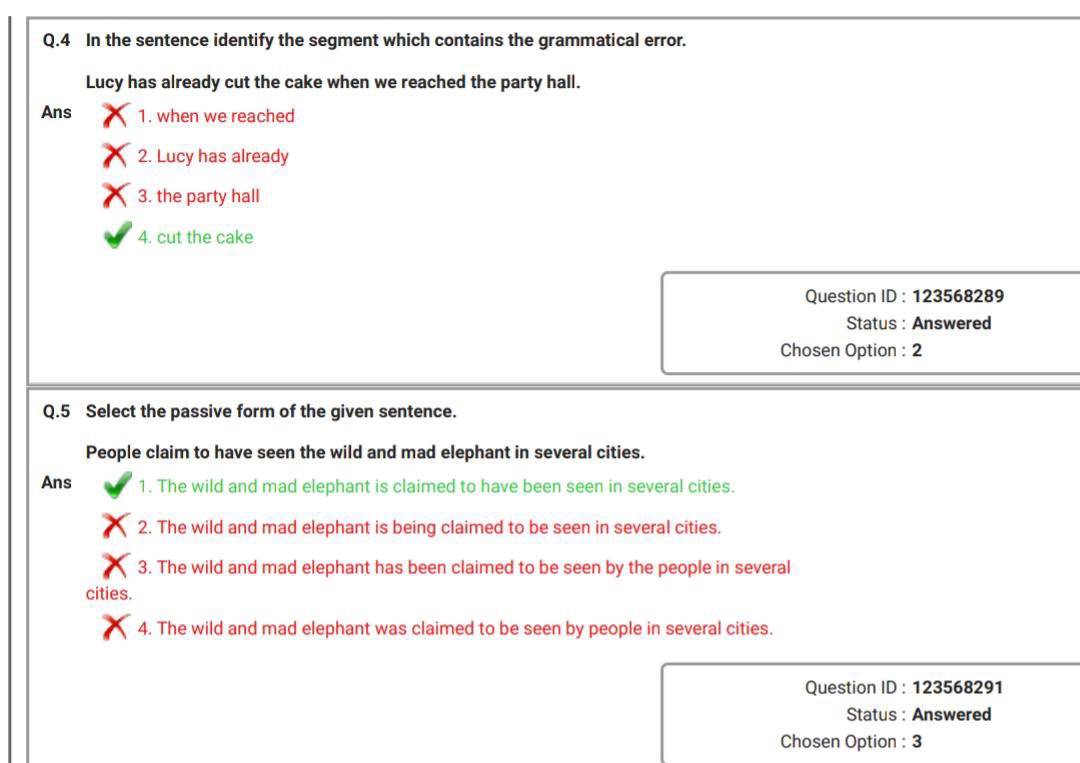 Q.4 In the sentence identify the segment which contains the grammatical error.
Lucy has already cut the cake when we reached the party hall.
Ans 1. when we reached
2. Lucy has already
3. the party hall
4. cut the cake
Question ID : 123568289
Status : Answered
Chosen Option : 2
Q.5 Select the passive form of the given sentence.
People claim to have seen the wild and mad elephant in several cities.
Ans 1. The wild and mad elephant is claimed to have been seen in several cities.
2. The wild and mad elephant is being claimed to be seen in several cities.
3. The wild and mad elephant has been claimed to be seen by the people in several
cities.
4. The wild and mad elephant was claimed to be seen by people in several cities.
Question ID : 123568291
Status : Answered
Chosen Option : 3